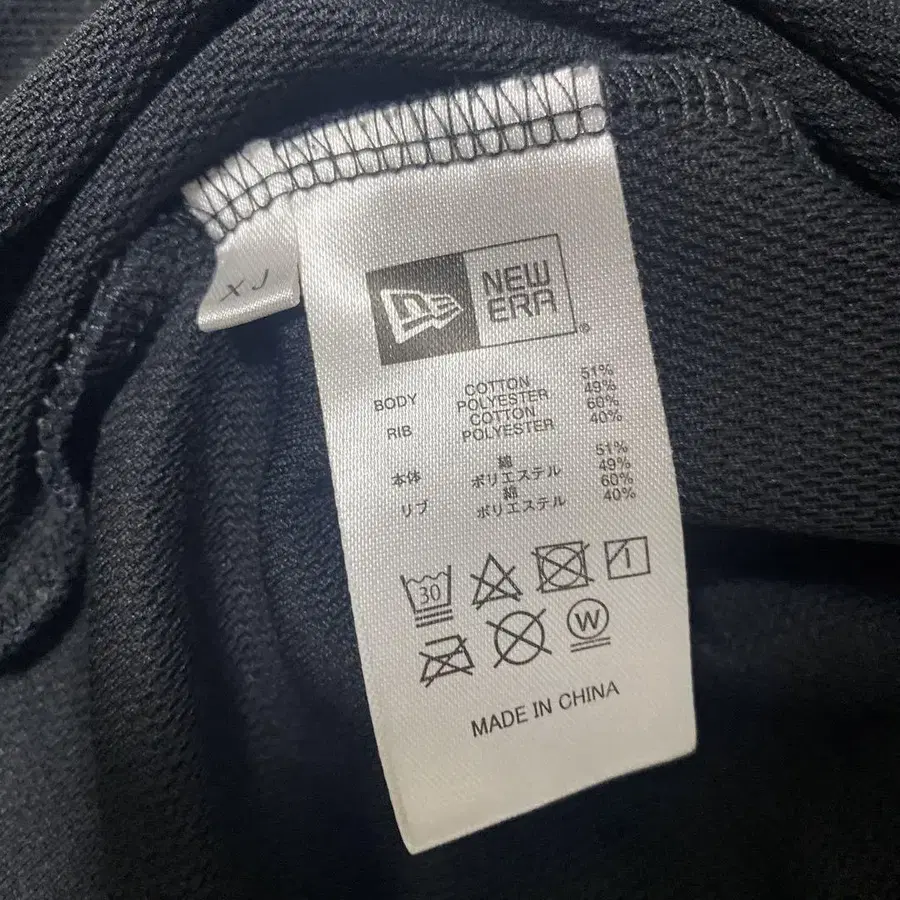 XJ
NE
NEW
ERA
®
BODY COTTON 51%
POLYESTER 49%
RIB COTTON 60%
POLYESTER 40%
本体 綿 51%
ポリエステル 49%
リブ 綿 60%
ポリエステル 40%
30
W
MADE IN CHINA